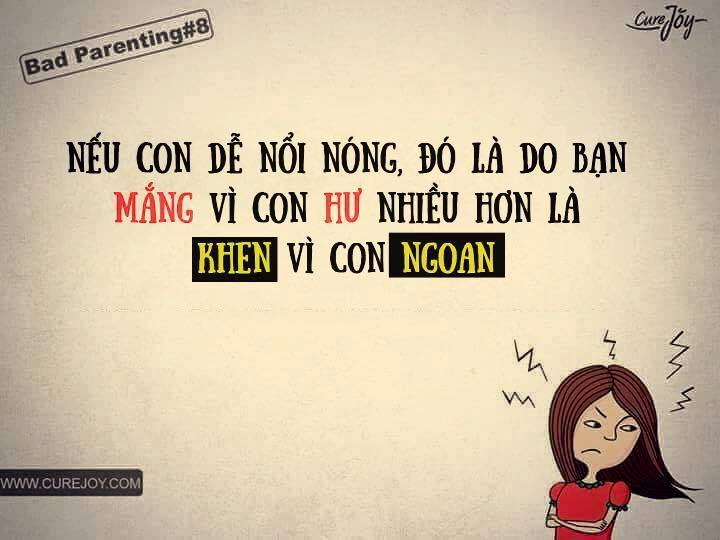 Bad Parenting#8
CureJoy
NẾU CON DỄ NỔI NÓNG, ĐÓ LÀ DO BẠN
MẮNG VÌ CON HƯ NHIỀU HƠN LÀ
KHEN VÌ CON NGOAN
WWW.CUREJOY.COM